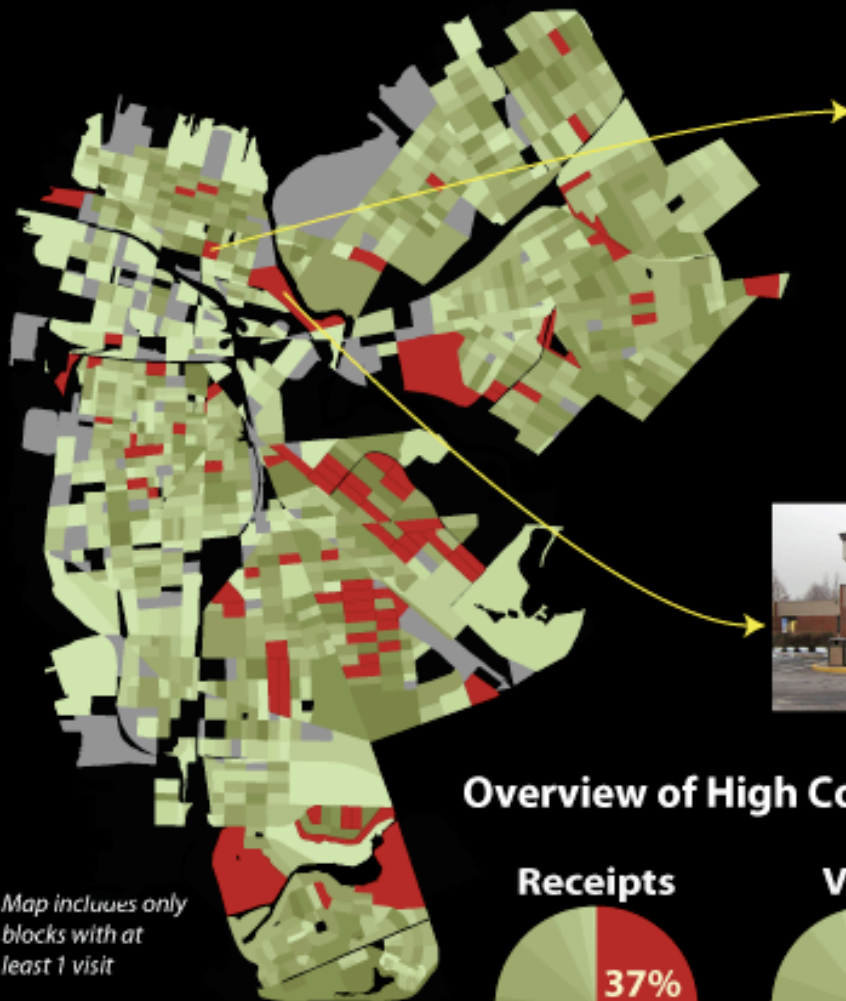 Overview of High Co
Receipts
V
37%
Map includes only
blocks with at
least 1 visit